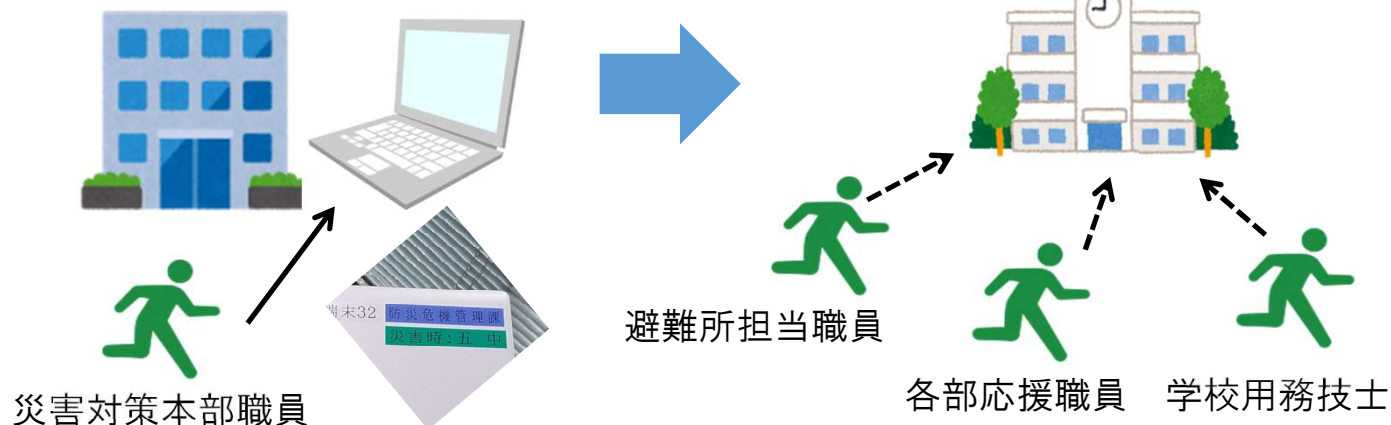 端末32 防災危機管理課
災害時:五 中
災害対策本部職員
避難所担当職員
各部応援職員
学校用務技士